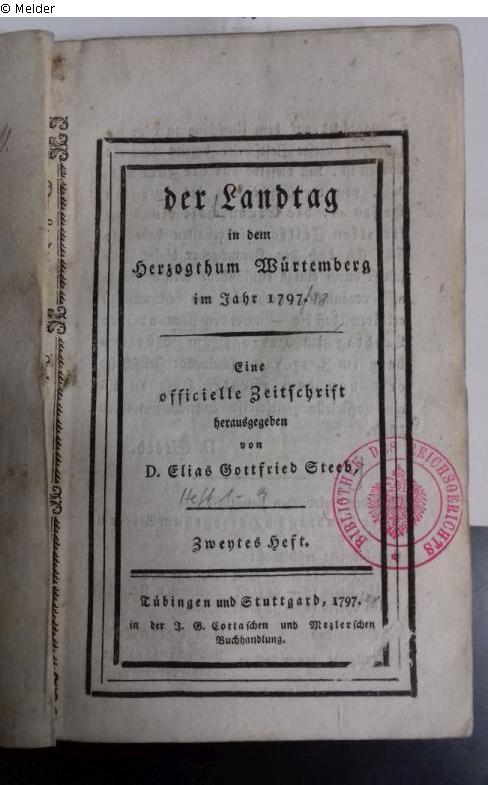 © Melder
der Landtag
in dem
Herzogthum Würtemberg
im Jahr 1797./98
Eine
officielle Zeitschrift
herausgegeben
von
D. Elias Gottfried Steeb,
Heft 1-9
Zweytes Heft.
BIBLIOTHEK DES REICHSGERICHTS
Tübingen und Stuttgard, 1797.
in der J. G. Cottaschen und Mezlerschen
Buchhandlung.